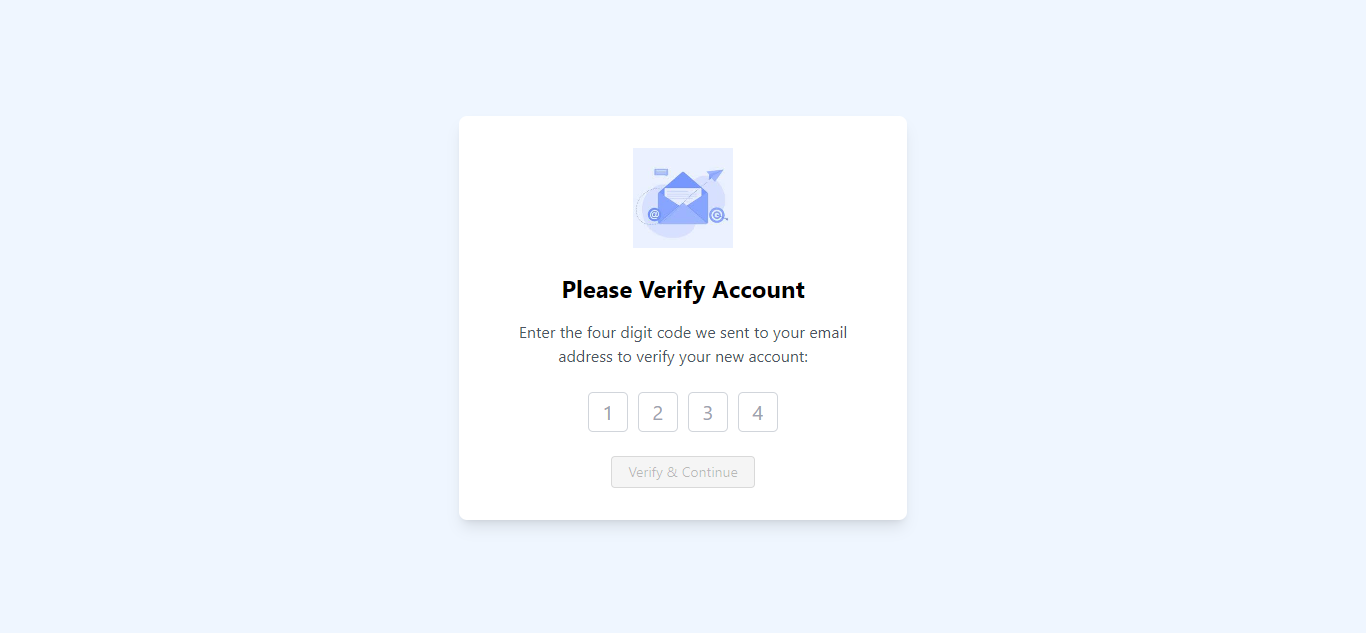 Please Verify Account
Enter the four digit code we sent to your email
address to verify your new account:
1 2 3 4
Verify & Continue